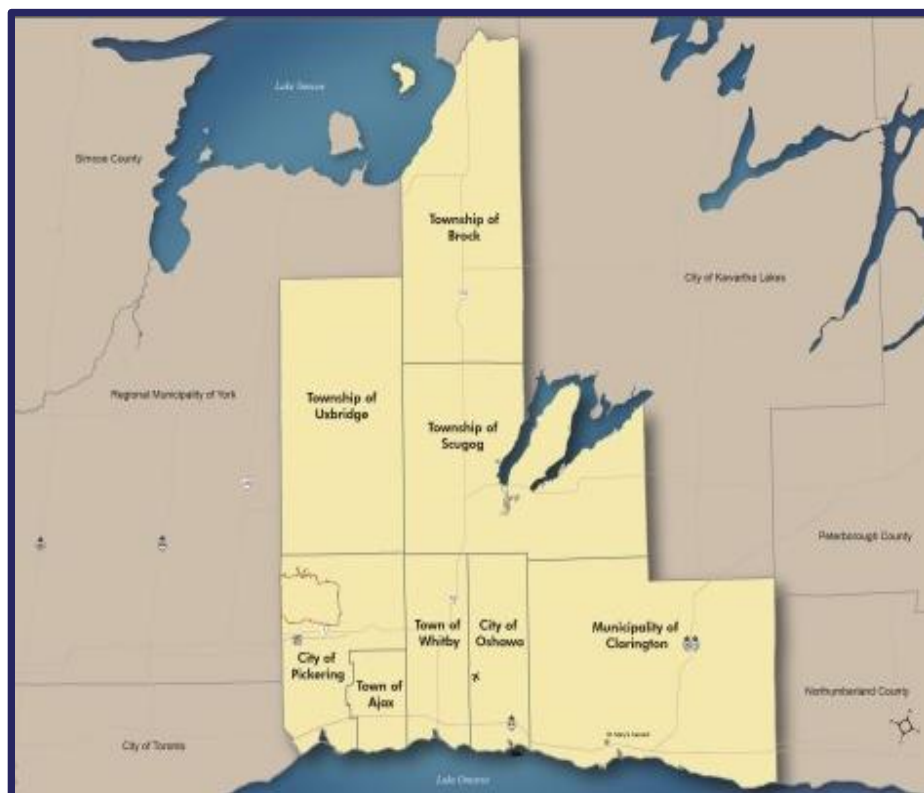 Lake Simcoe
Simcoe County
Township of
Brock
City of Kawartha Lakes
Regional Municipality of York
Township of
Uxbridge
Township of
Scugog
Peterborough County
Town of
Whitby
City of
Oshawa
Municipality of
Clarington
City of
Pickering
Town of
Ajax
Northumberland County
City of Toronto
Lake Ontario